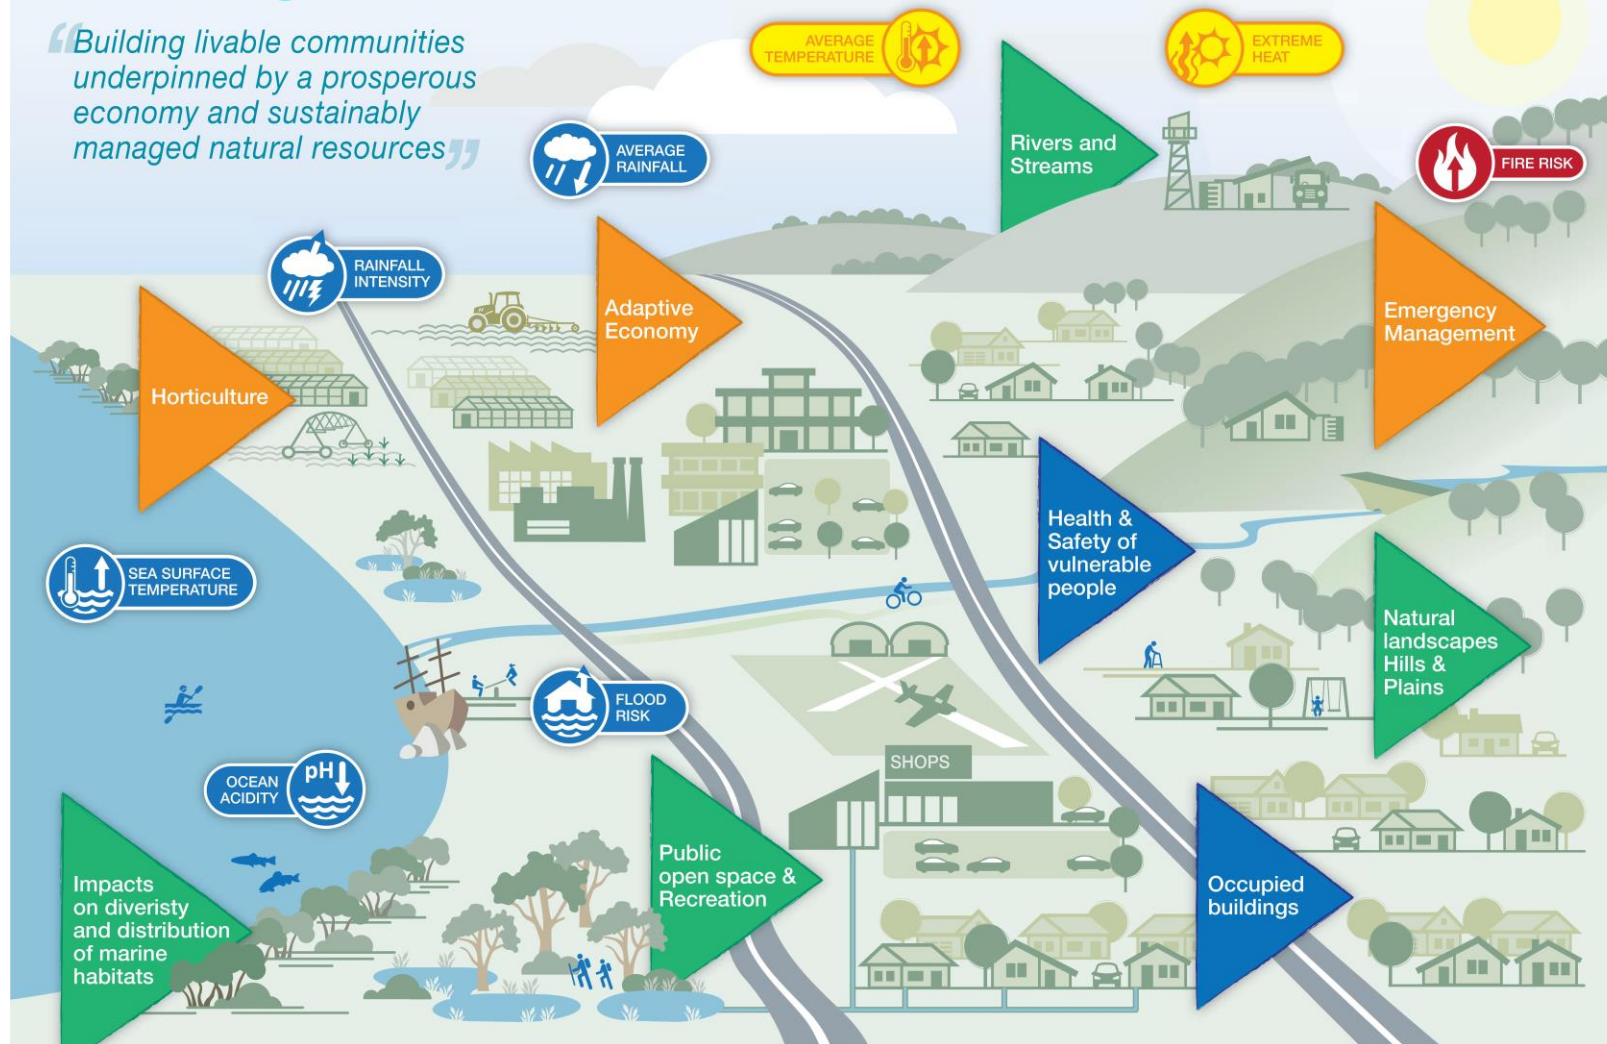 “Building livable communities
underpinned by a prosperous
economy and sustainably
managed natural resources”
AVERAGE
TEMPERATURE
EXTREME
HEAT
AVERAGE
RAINFALL
Rivers and
Streams
FIRE RISK
RAINFALL
INTENSITY
Adaptive
Economy
Emergency
Management
Horticulture
Health &
Safety of
vulnerable
people
SEA SURFACE
TEMPERATURE
Natural
landscapes
Hills &
Plains
FLOOD
RISK
OCEAN
ACIDITY
pH
SHOPS
Impacts
on diveristy
and distribution
of marine
habitats
Public
open space &
Recreation
Occupied
buildings